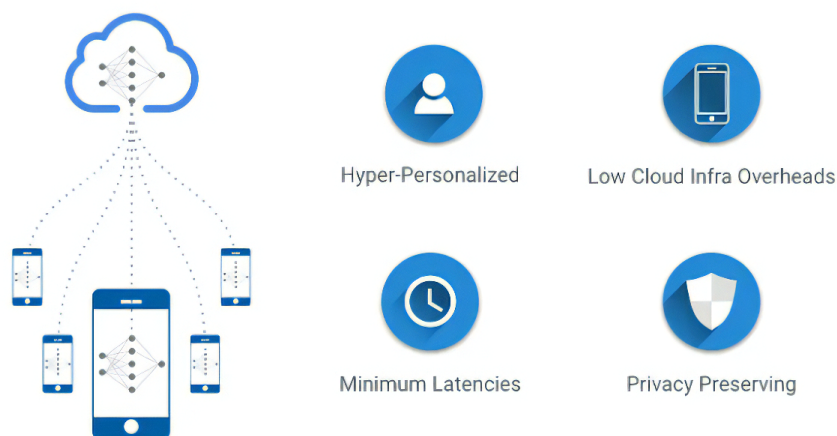 Hyper-Personalized
Low Cloud Infra Overheads
Minimum Latencies
Privacy Preserving